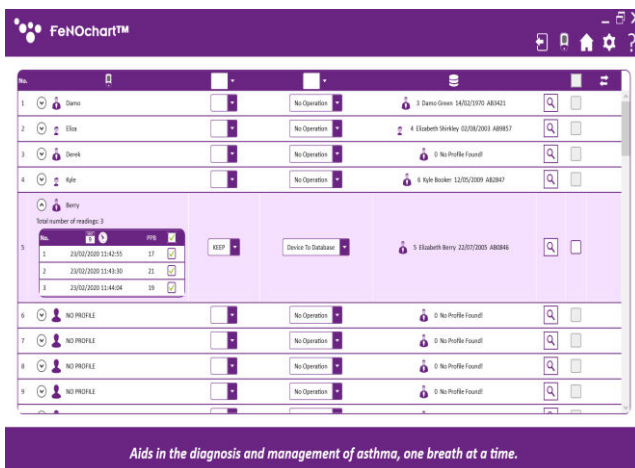 FeNOchart™
?
No.
1 Damo No Operation 3 Damo Green 14/02/1970 AB3421
2 Eliza No Operation 4 Elizabeth Shirkley 02/08/2003 AB9857
3 Derek No Operation 0 No Profile Found!
4 Kyle No Operation 6 Kyle Booker 12/05/2009 AB2847
Berry
Total number of readings: 3
No. PPB
5 KEEP Device To Database 5 Elizabeth Berry 22/07/2005 AB0846
1 23/02/2020 11:42:55 17
2 23/02/2020 11:43:30 21
3 23/02/2020 11:44:04 19
6 NO PROFILE No Operation 0 No Profile Found!
7 NO PROFILE No Operation 0 No Profile Found!
8 NO PROFILE No Operation 0 No Profile Found!
9 NO PROFILE No Operation 0 No Profile Found!
Aids in the diagnosis and management of asthma, one breath at a time.